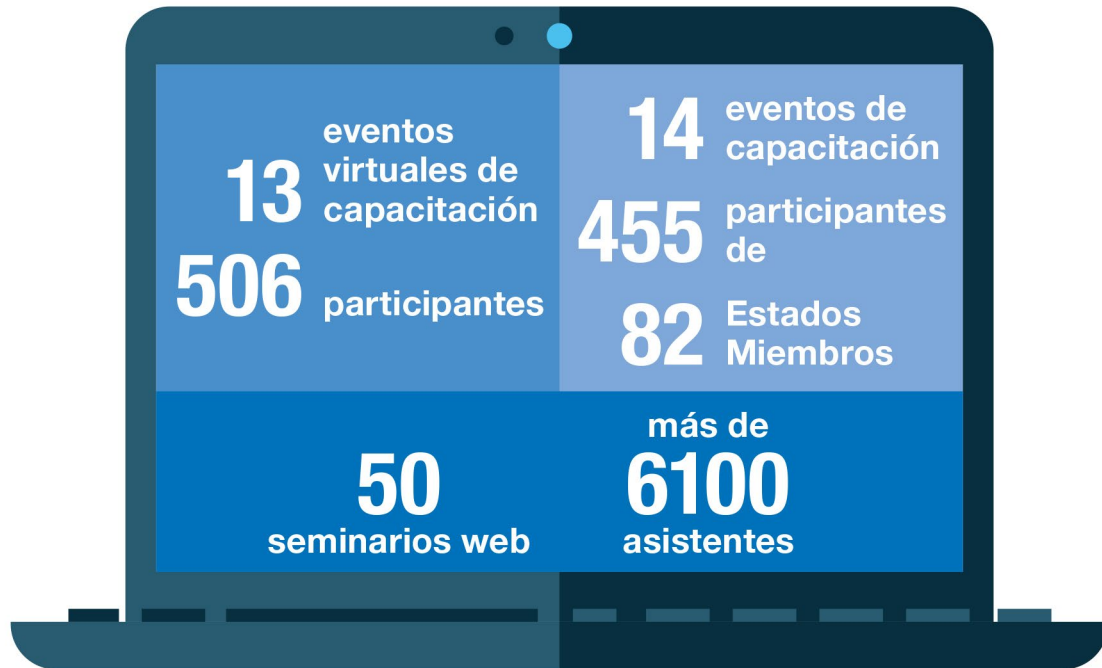 13 eventos
virtuales de
capacitación
506 participantes
14 eventos de
capacitación
455 participantes
de
82 Estados
Miembros
50
seminarios web
más de
6100
asistentes